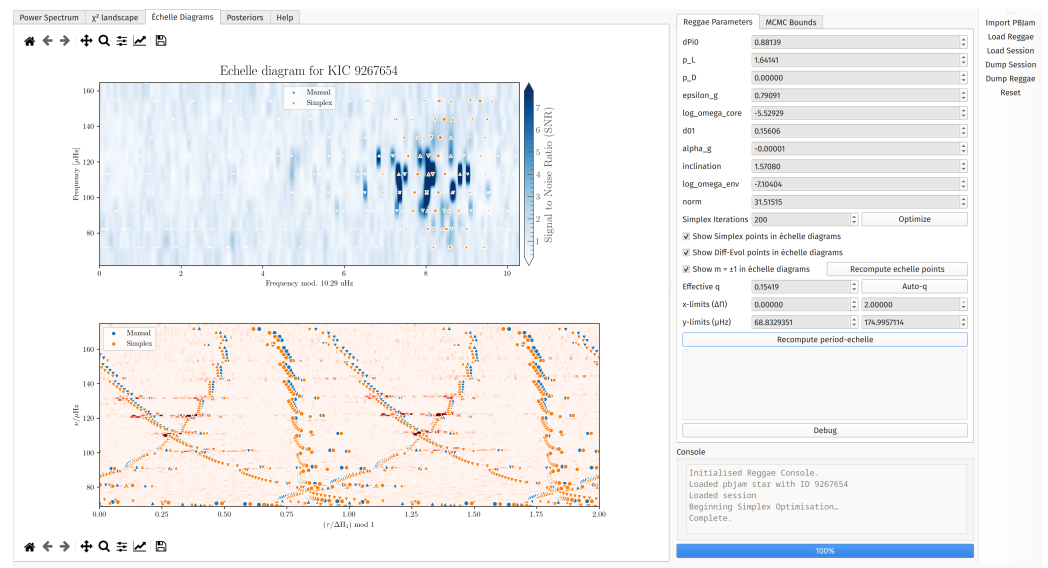 Power Spectrum χ² landscape Échelle Diagrams Posteriors Help
Echelle diagram for KIC 9267654
Manual
Simplex
160
140
120
100
80
Frequency [μHz]
0 2 4 6 8 10
Frequency mod. 10.29 uHz
7
6
5
4
3
2
1
Signal to Noise Ratio (SNR)
Manual
Simplex
160
140
120
100
80
ν/μHz
0.00 0.25 0.50 0.75 1.00 1.25 1.50 1.75 2.00
(τ/ΔΠ₁) mod 1
Reggae Parameters MCMC Bounds
dPi0 0.88139
p_L 1.64141
p_D 0.00000
epsilon_g 0.79091
log_omega_core -5.52929
d01 0.15606
alpha_g -0.00001
inclination 1.57080
log_omega_env -7.10404
norm 31.51515
Simplex Iterations 200 Optimize
Show Simplex points in échelle diagrams
Show Diff-Evol points in échelle diagrams
Show m = ±1 in échelle diagrams Recompute echelle points
Effective q 0.15419 Auto-q
x-limits (ΔΠ) 0.00000 2.00000
y-limits (μHz) 68.8329351 174.9957114
Recompute period-echelle
Debug
Console
Initialised Reggae Console.
Loaded pbjam star with ID 9267654
Loaded session
Beginning Simplex Optimisation…
Complete.
100%
Import PBJam
Load Reggae
Load Session
Dump Session
Dump Reggae
Reset